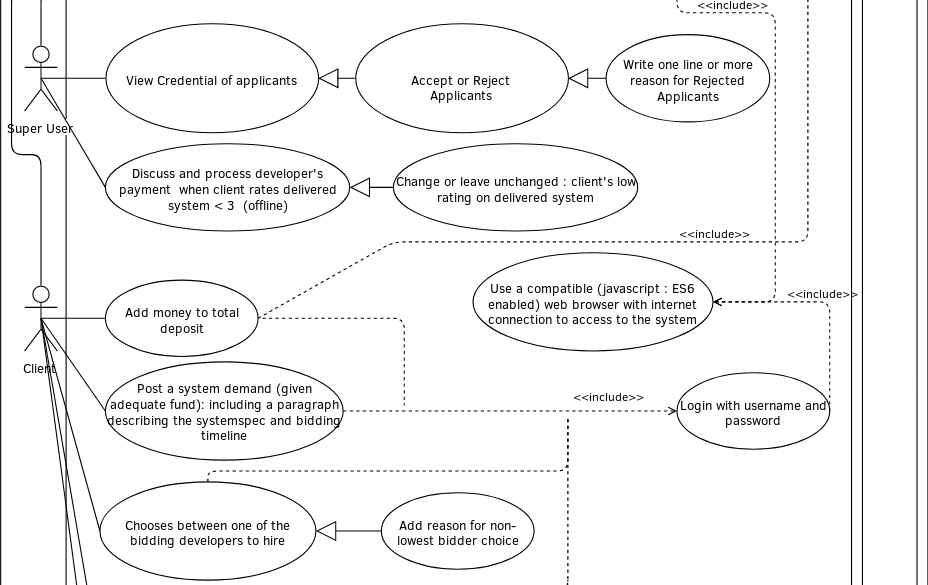 <<include>>
View Credential of applicants
Accept or Reject
Applicants
Write one line or more
reason for Rejected
Applicants
Super User
Discuss and process developer's
payment when client rates delivered
system < 3 (offline)
Change or leave unchanged : client's low
rating on delivered system
<<include>>
Use a compatible (javascript : ES6
enabled) web browser with internet
connection to access to the system
<<include>>
Add money to total
deposit
Client
Post a system demand (given
adequate fund): including a paragraph
describing the systemspec and bidding
timeline
<<include>>
Login with username and
password
Chooses between one of the
bidding developers to hire
Add reason for non-
lowest bidder choice